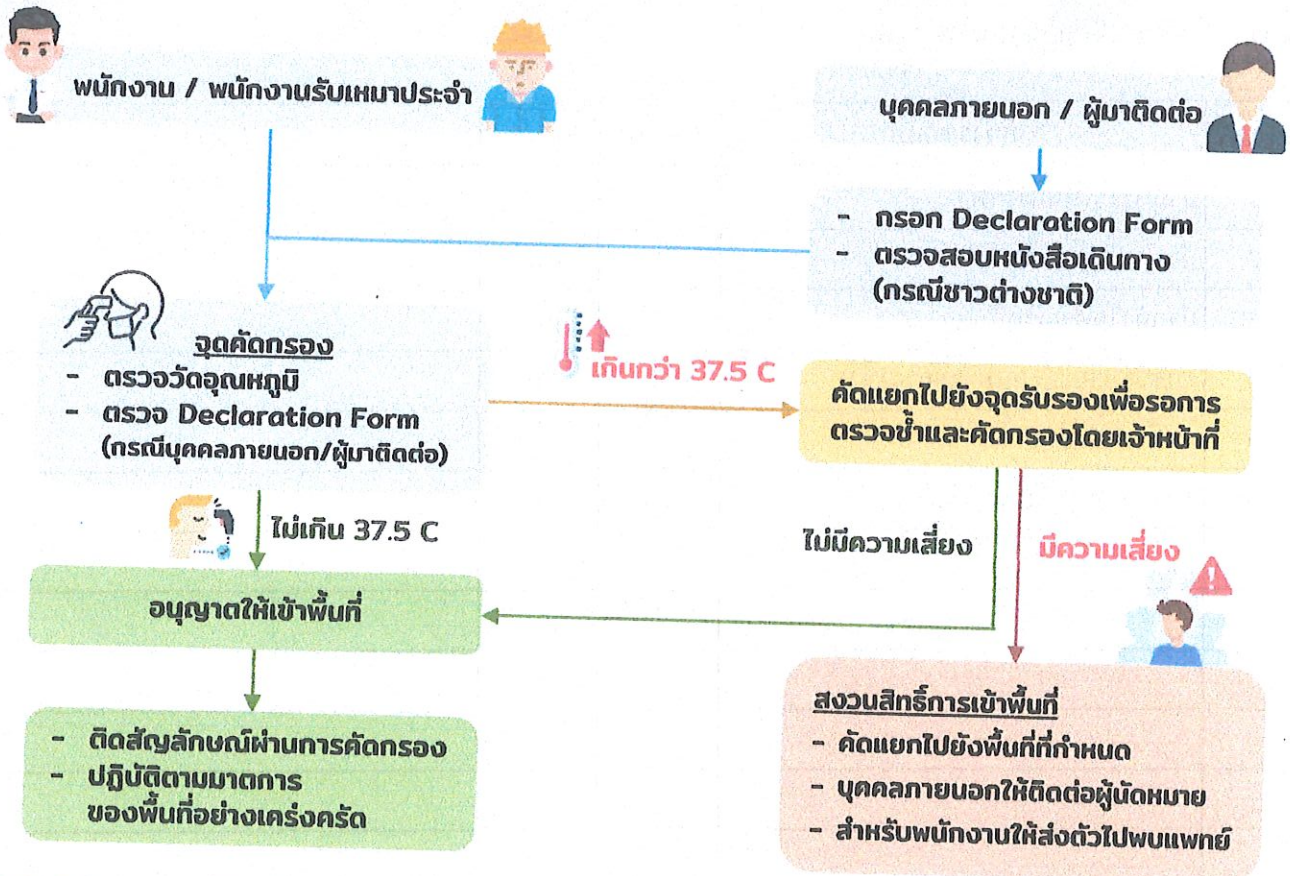 พนักงาน / พนักงานรับเหมาประจำ
บุคคลภายนอก / ผู้มาติดต่อ
- กรอก Declaration Form
- ตรวจสอบหนังสือเดินทาง
(กรณีชาวต่างชาติ)
จุดคัดกรอง
- ตรวจวัดอุณหภูมิ
- ตรวจ Declaration Form
(กรณีบุคคลภายนอก/ผู้มาติดต่อ)
เกินกว่า 37.5 C
คัดแยกไปยังจุดรับรองเพื่อรอการ
ตรวจซ้ำและคัดกรองโดยเจ้าหน้าที่
ไม่เกิน 37.5 C
ไม่มีความเสี่ยง
มีความเสี่ยง
อนุญาตให้เข้าพื้นที่
- ติดสัญลักษณ์ผ่านการคัดกรอง
- ปฏิบัติตามมาตการ
ของพื้นที่อย่างเคร่งครัด
สงวนสิทธิ์การเข้าพื้นที่
- คัดแยกไปยังพื้นที่ที่กำหนด
- บุคคลภายนอกให้ติดต่อผู้นัดหมาย
- สำหรับพนักงานให้ส่งตัวไปพบแพทย์